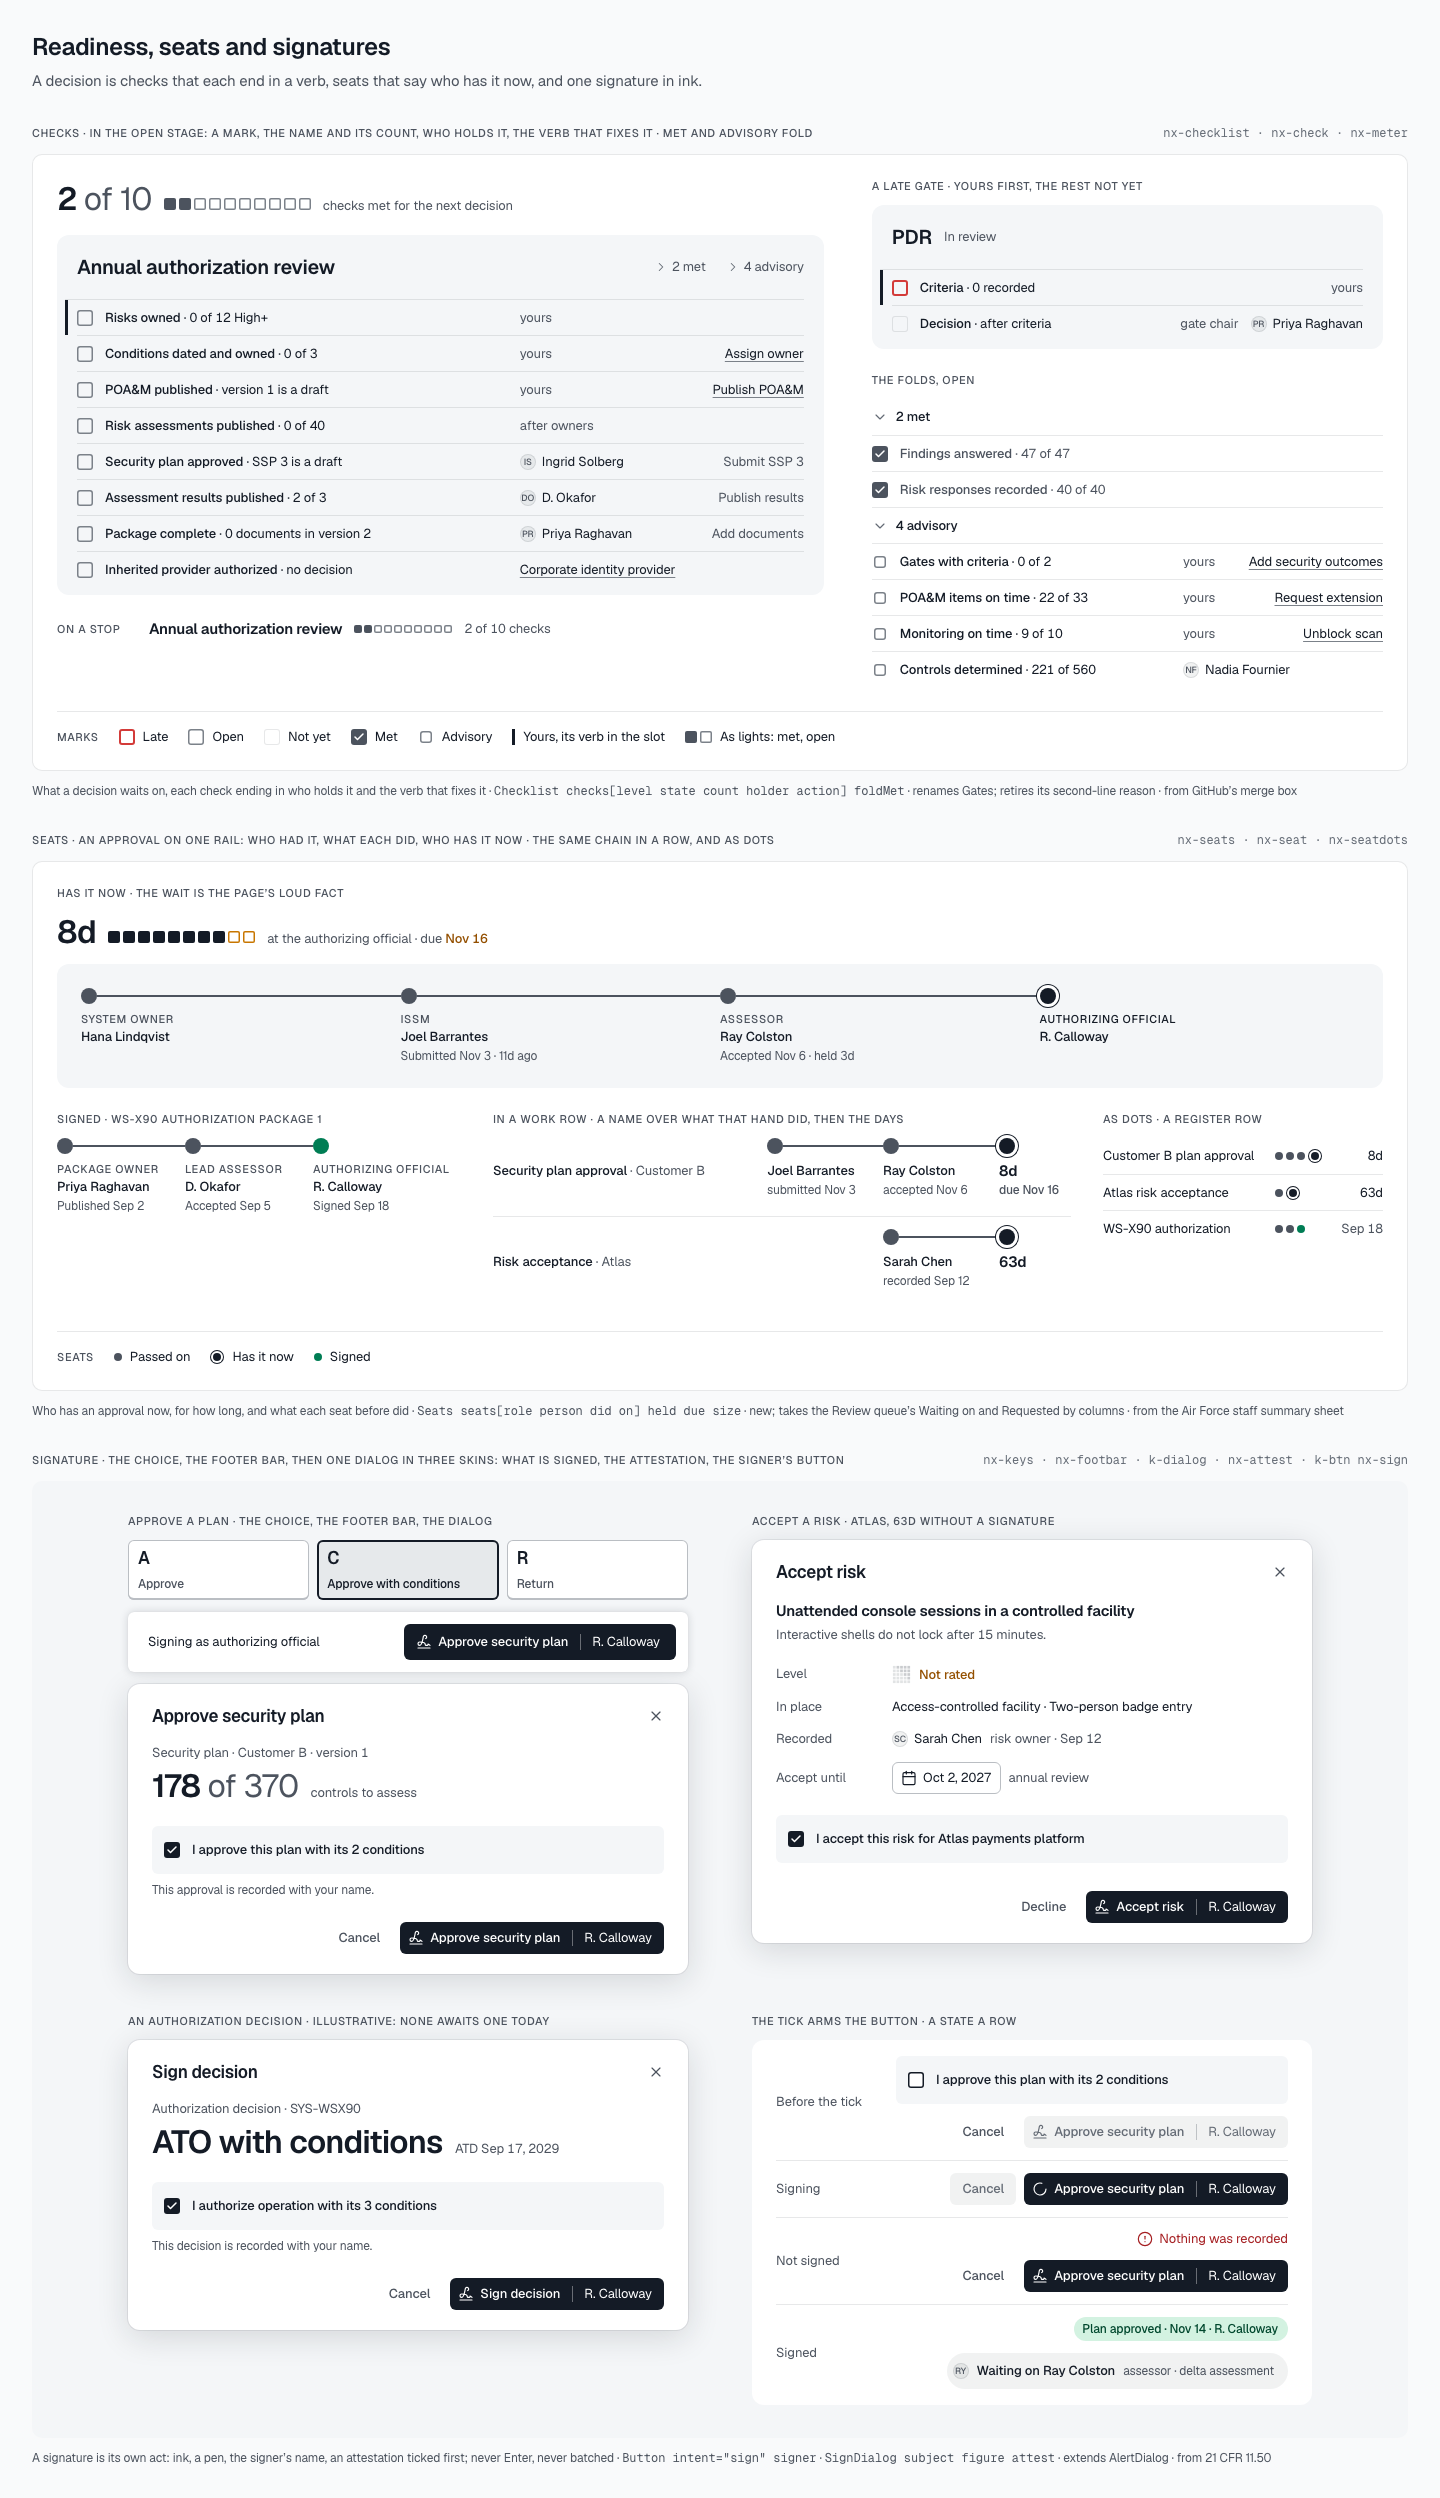 Readiness, seats and signatures
A decision is checks that each end in a verb, seats that say who has it now, and one signature in ink.
CHECKS · IN THE OPEN STAGE: A MARK, THE NAME AND ITS COUNT, WHO HOLDS IT, THE VERB THAT FIXES IT · MET AND ADVISORY FOLD
nx-checklist · nx-check · nx-meter
2 of 10 checks met for the next decision
Annual authorization review 2 met 4 advisory
Risks owned · 0 of 12 High+ yours
Conditions dated and owned · 0 of 3 yours Assign owner
POA&M published · version 1 is a draft yours Publish POA&M
Risk assessments published · 0 of 40 after owners
Security plan approved · SSP 3 is a draft IS Ingrid Solberg Submit SSP 3
Assessment results published · 2 of 3 DO D. Okafor Publish results
Package complete · 0 documents in version 2 PR Priya Raghavan Add documents
Inherited provider authorized · no decision Corporate identity provider
ON A STOP Annual authorization review 2 of 10 checks
A LATE GATE · YOURS FIRST, THE REST NOT YET
PDR In review
Criteria · 0 recorded yours
Decision · after criteria gate chair PR Priya Raghavan
THE FOLDS, OPEN
2 met
Findings answered · 47 of 47
Risk responses recorded · 40 of 40
4 advisory
Gates with criteria · 0 of 2 yours Add security outcomes
POA&M items on time · 22 of 33 yours Request extension
Monitoring on time · 9 of 10 yours Unblock scan
Controls determined · 221 of 560 NF Nadia Fournier
MARKS Late Open Not yet Met Advisory Yours, its verb in the slot As lights: met, open
What a decision waits on, each check ending in who holds it and the verb that fixes it · Checklist checks[level state count holder action] foldMet · renames Gates; retires its second-line reason · from GitHub's merge box
SEATS · AN APPROVAL ON ONE RAIL: WHO HAD IT, WHAT EACH DID, WHO HAS IT NOW · THE SAME CHAIN IN A ROW, AND AS DOTS
nx-seats · nx-seat · nx-seatdots
HAS IT NOW · THE WAIT IS THE PAGE'S LOUD FACT
8d at the authorizing official · due Nov 16
SYSTEM OWNER
Hana Lindqvist
ISSM
Joel Barrantes
Submitted Nov 3 · 11d ago
ASSESSOR
Ray Colston
Accepted Nov 6 · held 3d
AUTHORIZING OFFICIAL
R. Calloway
SIGNED · WS-X90 AUTHORIZATION PACKAGE 1
PACKAGE OWNER
Priya Raghavan
Published Sep 2
LEAD ASSESSOR
D. Okafor
Accepted Sep 5
AUTHORIZING OFFICIAL
R. Calloway
Signed Sep 18
IN A WORK ROW · A NAME OVER WHAT THAT HAND DID, THEN THE DAYS
Security plan approval · Customer B
Joel Barrantes
submitted Nov 3
Ray Colston
accepted Nov 6
8d
due Nov 16
Risk acceptance · Atlas
Sarah Chen
recorded Sep 12
63d
AS DOTS · A REGISTER ROW
Customer B plan approval 8d
Atlas risk acceptance 63d
WS-X90 authorization Sep 18
SEATS Passed on Has it now Signed
Who has an approval now, for how long, and what each seat before did · Seats seats[role person did on] held due size · new; takes the Review queue's Waiting on and Requested by columns · from the Air Force staff summary sheet
SIGNATURE · THE CHOICE, THE FOOTER BAR, THEN ONE DIALOG IN THREE SKINS: WHAT IS SIGNED, THE ATTESTATION, THE SIGNER'S BUTTON
nx-keys · nx-footbar · k-dialog · nx-attest · k-btn nx-sign
APPROVE A PLAN · THE CHOICE, THE FOOTER BAR, THE DIALOG
A
Approve
C
Approve with conditions
R
Return
Signing as authorizing official Approve security plan R. Calloway
Approve security plan
Security plan · Customer B · version 1
178 of 370 controls to assess
I approve this plan with its 2 conditions
This approval is recorded with your name.
Cancel Approve security plan R. Calloway
ACCEPT A RISK · ATLAS, 63D WITHOUT A SIGNATURE
Accept risk
Unattended console sessions in a controlled facility
Interactive shells do not lock after 15 minutes.
Level Not rated
In place Access-controlled facility · Two-person badge entry
Recorded SC Sarah Chen risk owner · Sep 12
Accept until Oct 2, 2027 annual review
I accept this risk for Atlas payments platform
Decline Accept risk R. Calloway
AN AUTHORIZATION DECISION · ILLUSTRATIVE: NONE AWAITS ONE TODAY
Sign decision
Authorization decision · SYS-WSX90
ATO with conditions ATD Sep 17, 2029
I authorize operation with its 3 conditions
This decision is recorded with your name.
Cancel Sign decision R. Calloway
THE TICK ARMS THE BUTTON · A STATE A ROW
Before the tick
I approve this plan with its 2 conditions
Cancel Approve security plan R. Calloway
Signing Cancel Approve security plan R. Calloway
Not signed
Nothing was recorded
Cancel Approve security plan R. Calloway
Signed
Plan approved · Nov 14 · R. Calloway
RY Waiting on Ray Colston assessor · delta assessment
A signature is its own act: ink, a pen, the signer's name, an attestation ticked first; never Enter, never batched · Button intent="sign" signer · SignDialog subject figure attest · extends AlertDialog · from 21 CFR 11.50